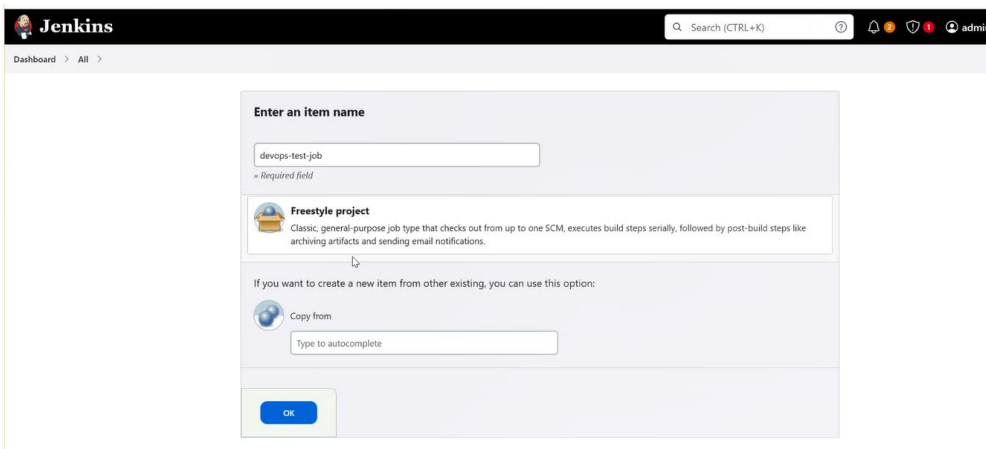 Jenkins
Search (CTRL+K)
?
2
1
admin
Dashboard > All >
Enter an item name
devops-test-job
» Required field
Freestyle project
Classic, general-purpose job type that checks out from up to one SCM, executes build steps serially, followed by post-build steps like
archiving artifacts and sending email notifications.
If you want to create a new item from other existing, you can use this option:
Copy from
Type to autocomplete
OK